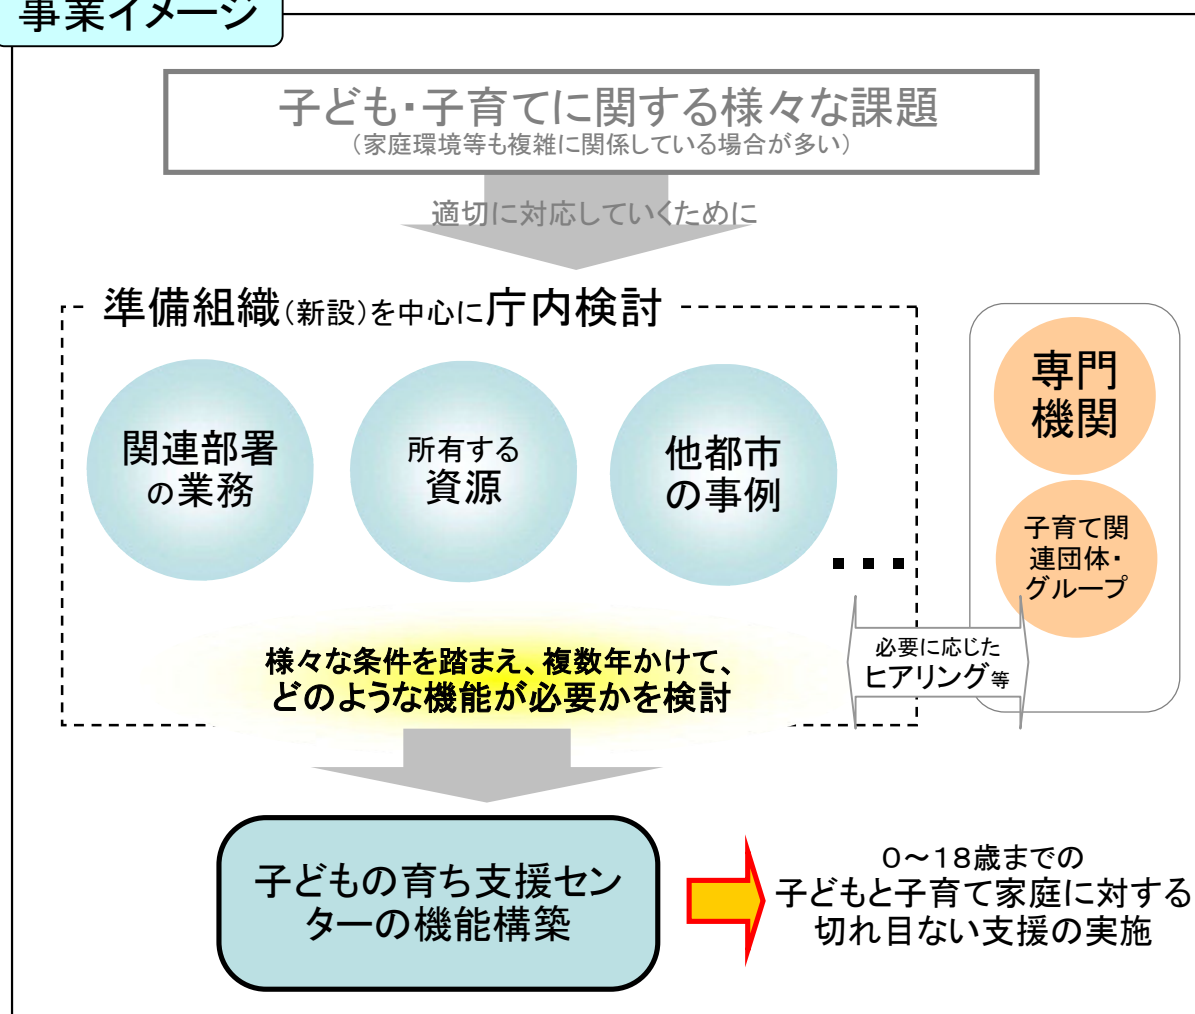 事業イメージ
子ども・子育てに関する様々な課題
（家庭環境等も複雑に関係している場合が多い）
適切に対応していくために
準備組織（新設）を中心に庁内検討
関連部署
の業務
所有する
資源
他都市
の事例
･･･
専門
機関
子育て関
連団体・
グループ
必要に応じた
ヒアリング等
様々な条件を踏まえ、複数年かけて、
どのような機能が必要かを検討
子どもの育ち支援セン
ターの機能構築
０～１８歳までの
子どもと子育て家庭に対する
切れ目ない支援の実施